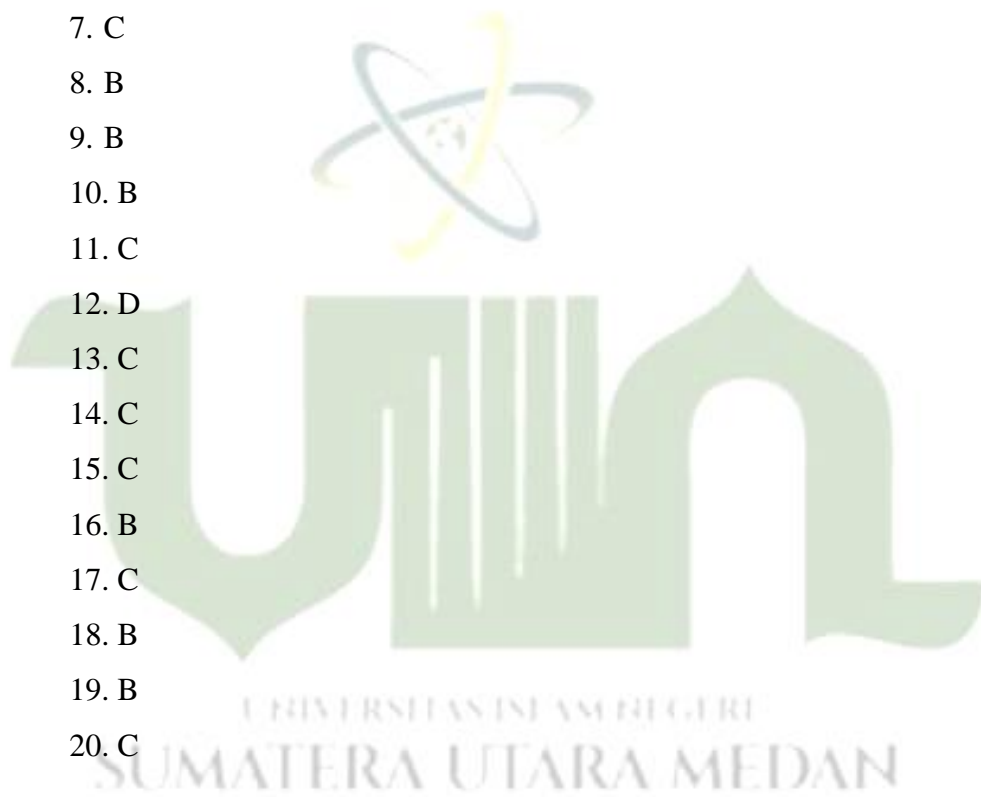 7. C
8. B
9. B
10. B
11. C
12. D
13. C
14. C
15. C
16. B
17. C
18. B
19. B
20. C
UNIVERSITAS ISLAM NEGERI
SUMATERA UTARA MEDAN